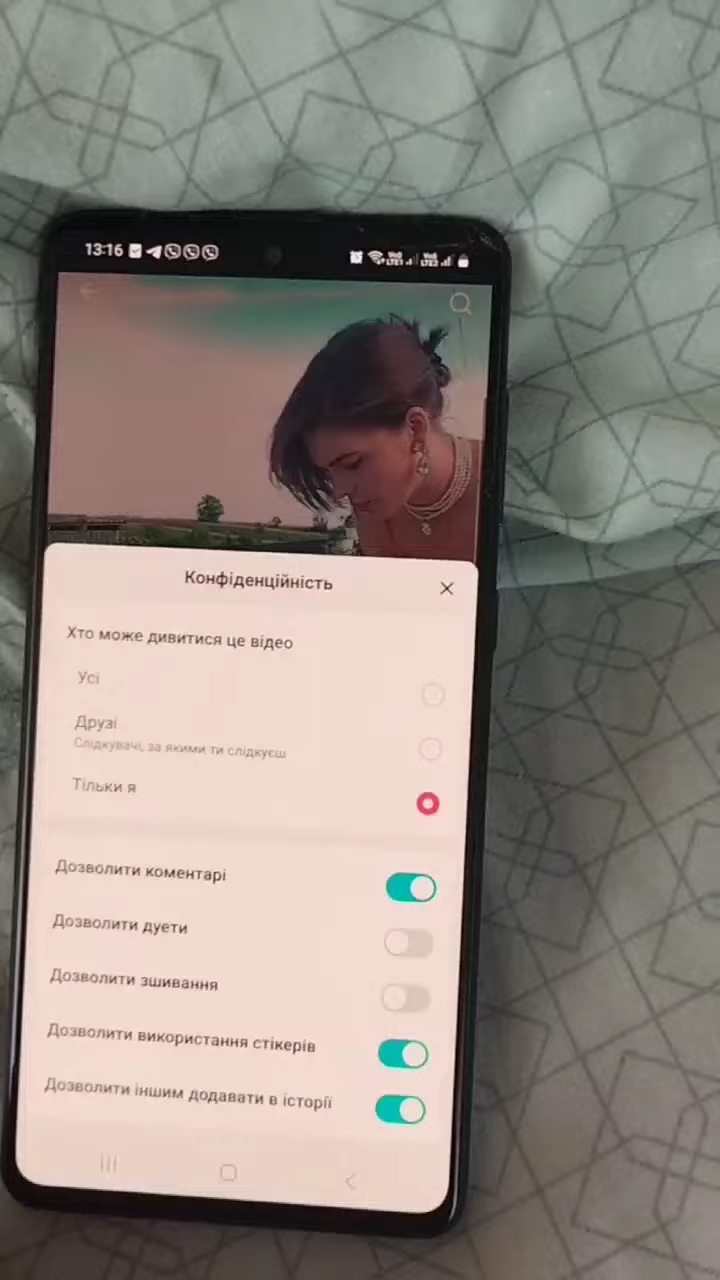 13:16
Конфіденційність
Хто може дивитися це відео
Усі
Друзі
Слідкувачі, за якими ти слідкуєш
Тільки я
Дозволити коментарі
Дозволити дуети
Дозволити зшивання
Дозволити використання стікерів
Дозволити іншим додавати в історії